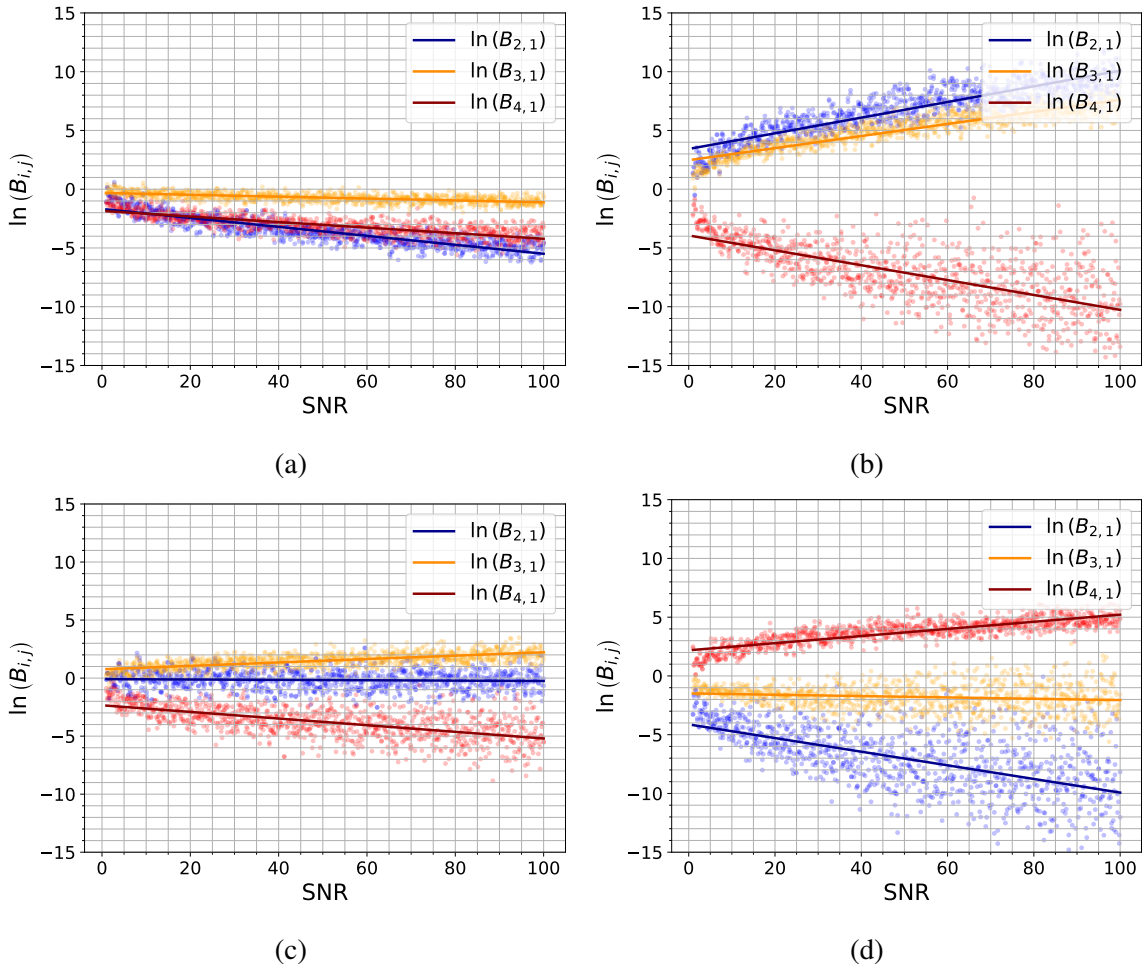 15
10
5
0
−5
−10
−15
ln (B_{i,j})
0 20 40 60 80 100
SNR
ln (B_{2,1})
ln (B_{3,1})
ln (B_{4,1})
(a)
15
10
5
0
−5
−10
−15
ln (B_{i,j})
0 20 40 60 80 100
SNR
ln (B_{2,1})
ln (B_{3,1})
ln (B_{4,1})
(b)
15
10
5
0
−5
−10
−15
ln (B_{i,j})
0 20 40 60 80 100
SNR
ln (B_{2,1})
ln (B_{3,1})
ln (B_{4,1})
(c)
15
10
5
0
−5
−10
−15
ln (B_{i,j})
0 20 40 60 80 100
SNR
ln (B_{2,1})
ln (B_{3,1})
ln (B_{4,1})
(d)